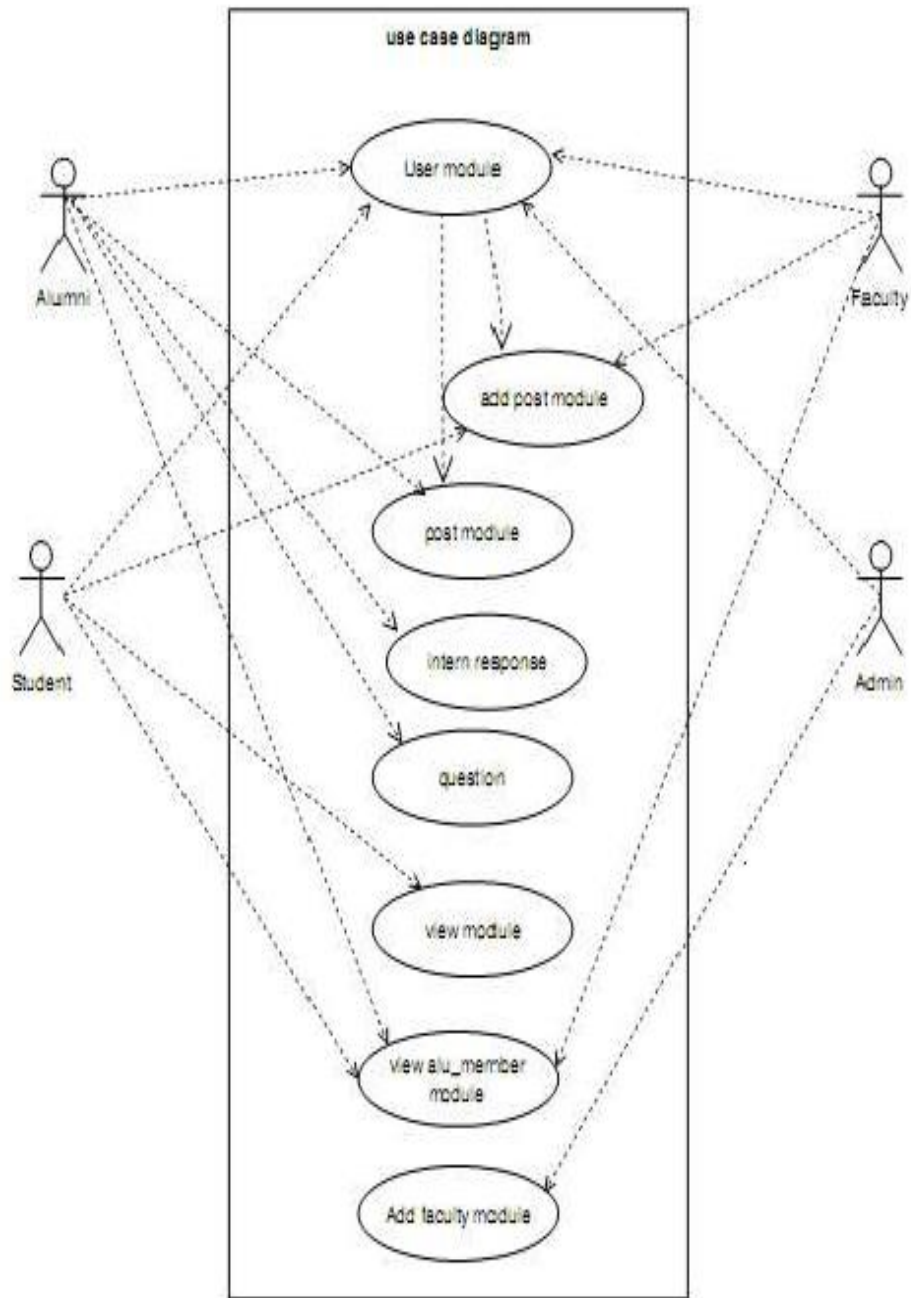 use case diagram
User module
Alumni
Faculty
add post module
post module
Student
intern response
Admin
question
view module
view alu_member
module
Add faculty module